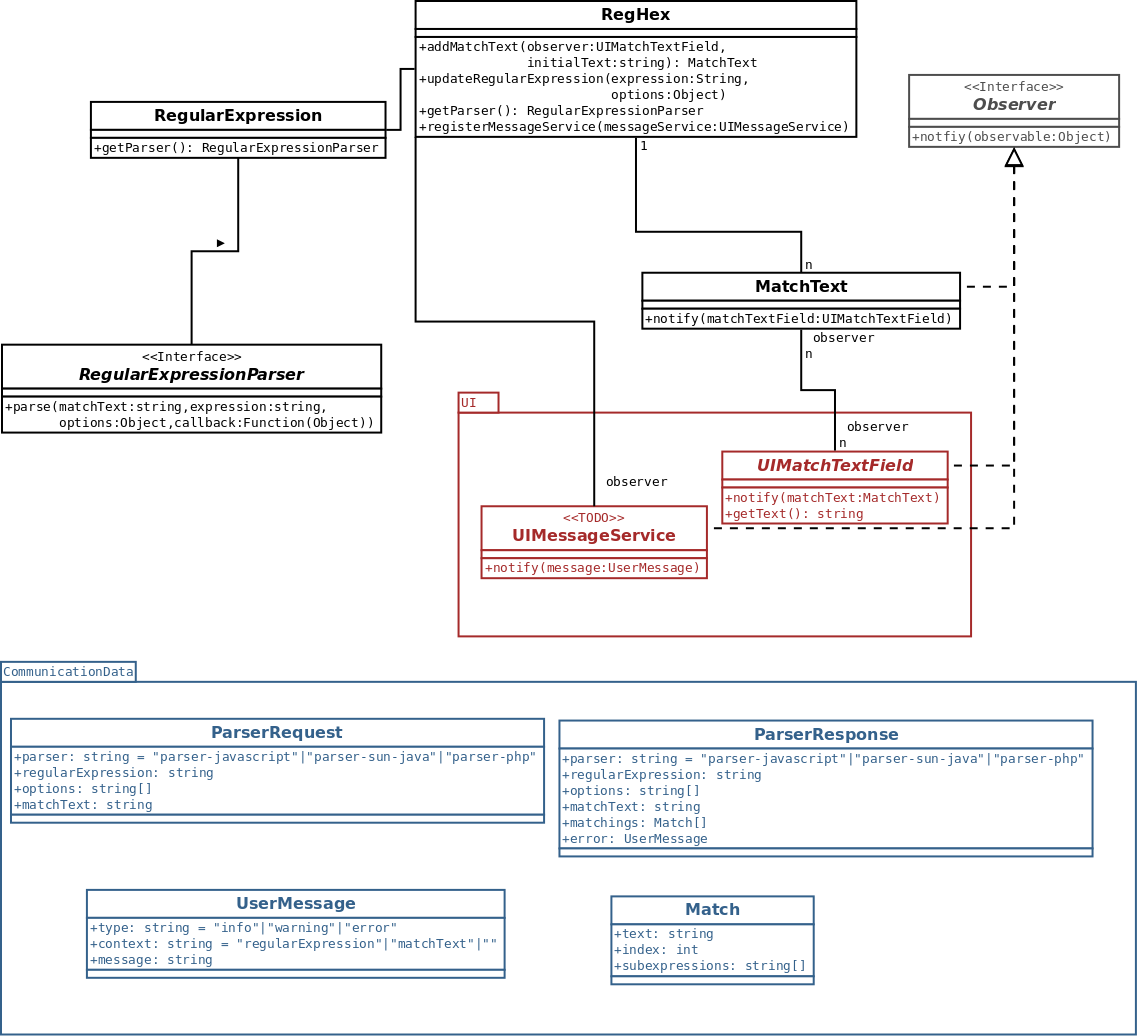 RegHex
+addMatchText(observer:UIMatchTextField,
initialText:string): MatchText
+updateRegularExpression(expression:String,
options:Object)
+getParser(): RegularExpressionParser
+registerMessageService(messageService:UIMessageService)
<<Interface>>
Observer
+notfiy(observable:Object)
RegularExpression
+getParser(): RegularExpressionParser
1
n
MatchText
+notify(matchTextField:UIMatchTextField)
observer
n
<<Interface>>
RegularExpressionParser
+parse(matchText:string,expression:string,
options:Object,callback:Function(Object))
UI
observer
n
UIMatchTextField
+notify(matchText:MatchText)
+getText(): string
observer
<<TODO>>
UIMessageService
+notify(message:UserMessage)
CommunicationData
ParserRequest
+parser: string = "parser-javascript"|"parser-sun-java"|"parser-php"
+regularExpression: string
+options: string[]
+matchText: string
ParserResponse
+parser: string = "parser-javascript"|"parser-sun-java"|"parser-php"
+regularExpression: string
+options: string[]
+matchText: string
+matchings: Match[]
+error: UserMessage
UserMessage
+type: string = "info"|"warning"|"error"
+context: string = "regularExpression"|"matchText"|""
+message: string
Match
+text: string
+index: int
+subexpressions: string[]